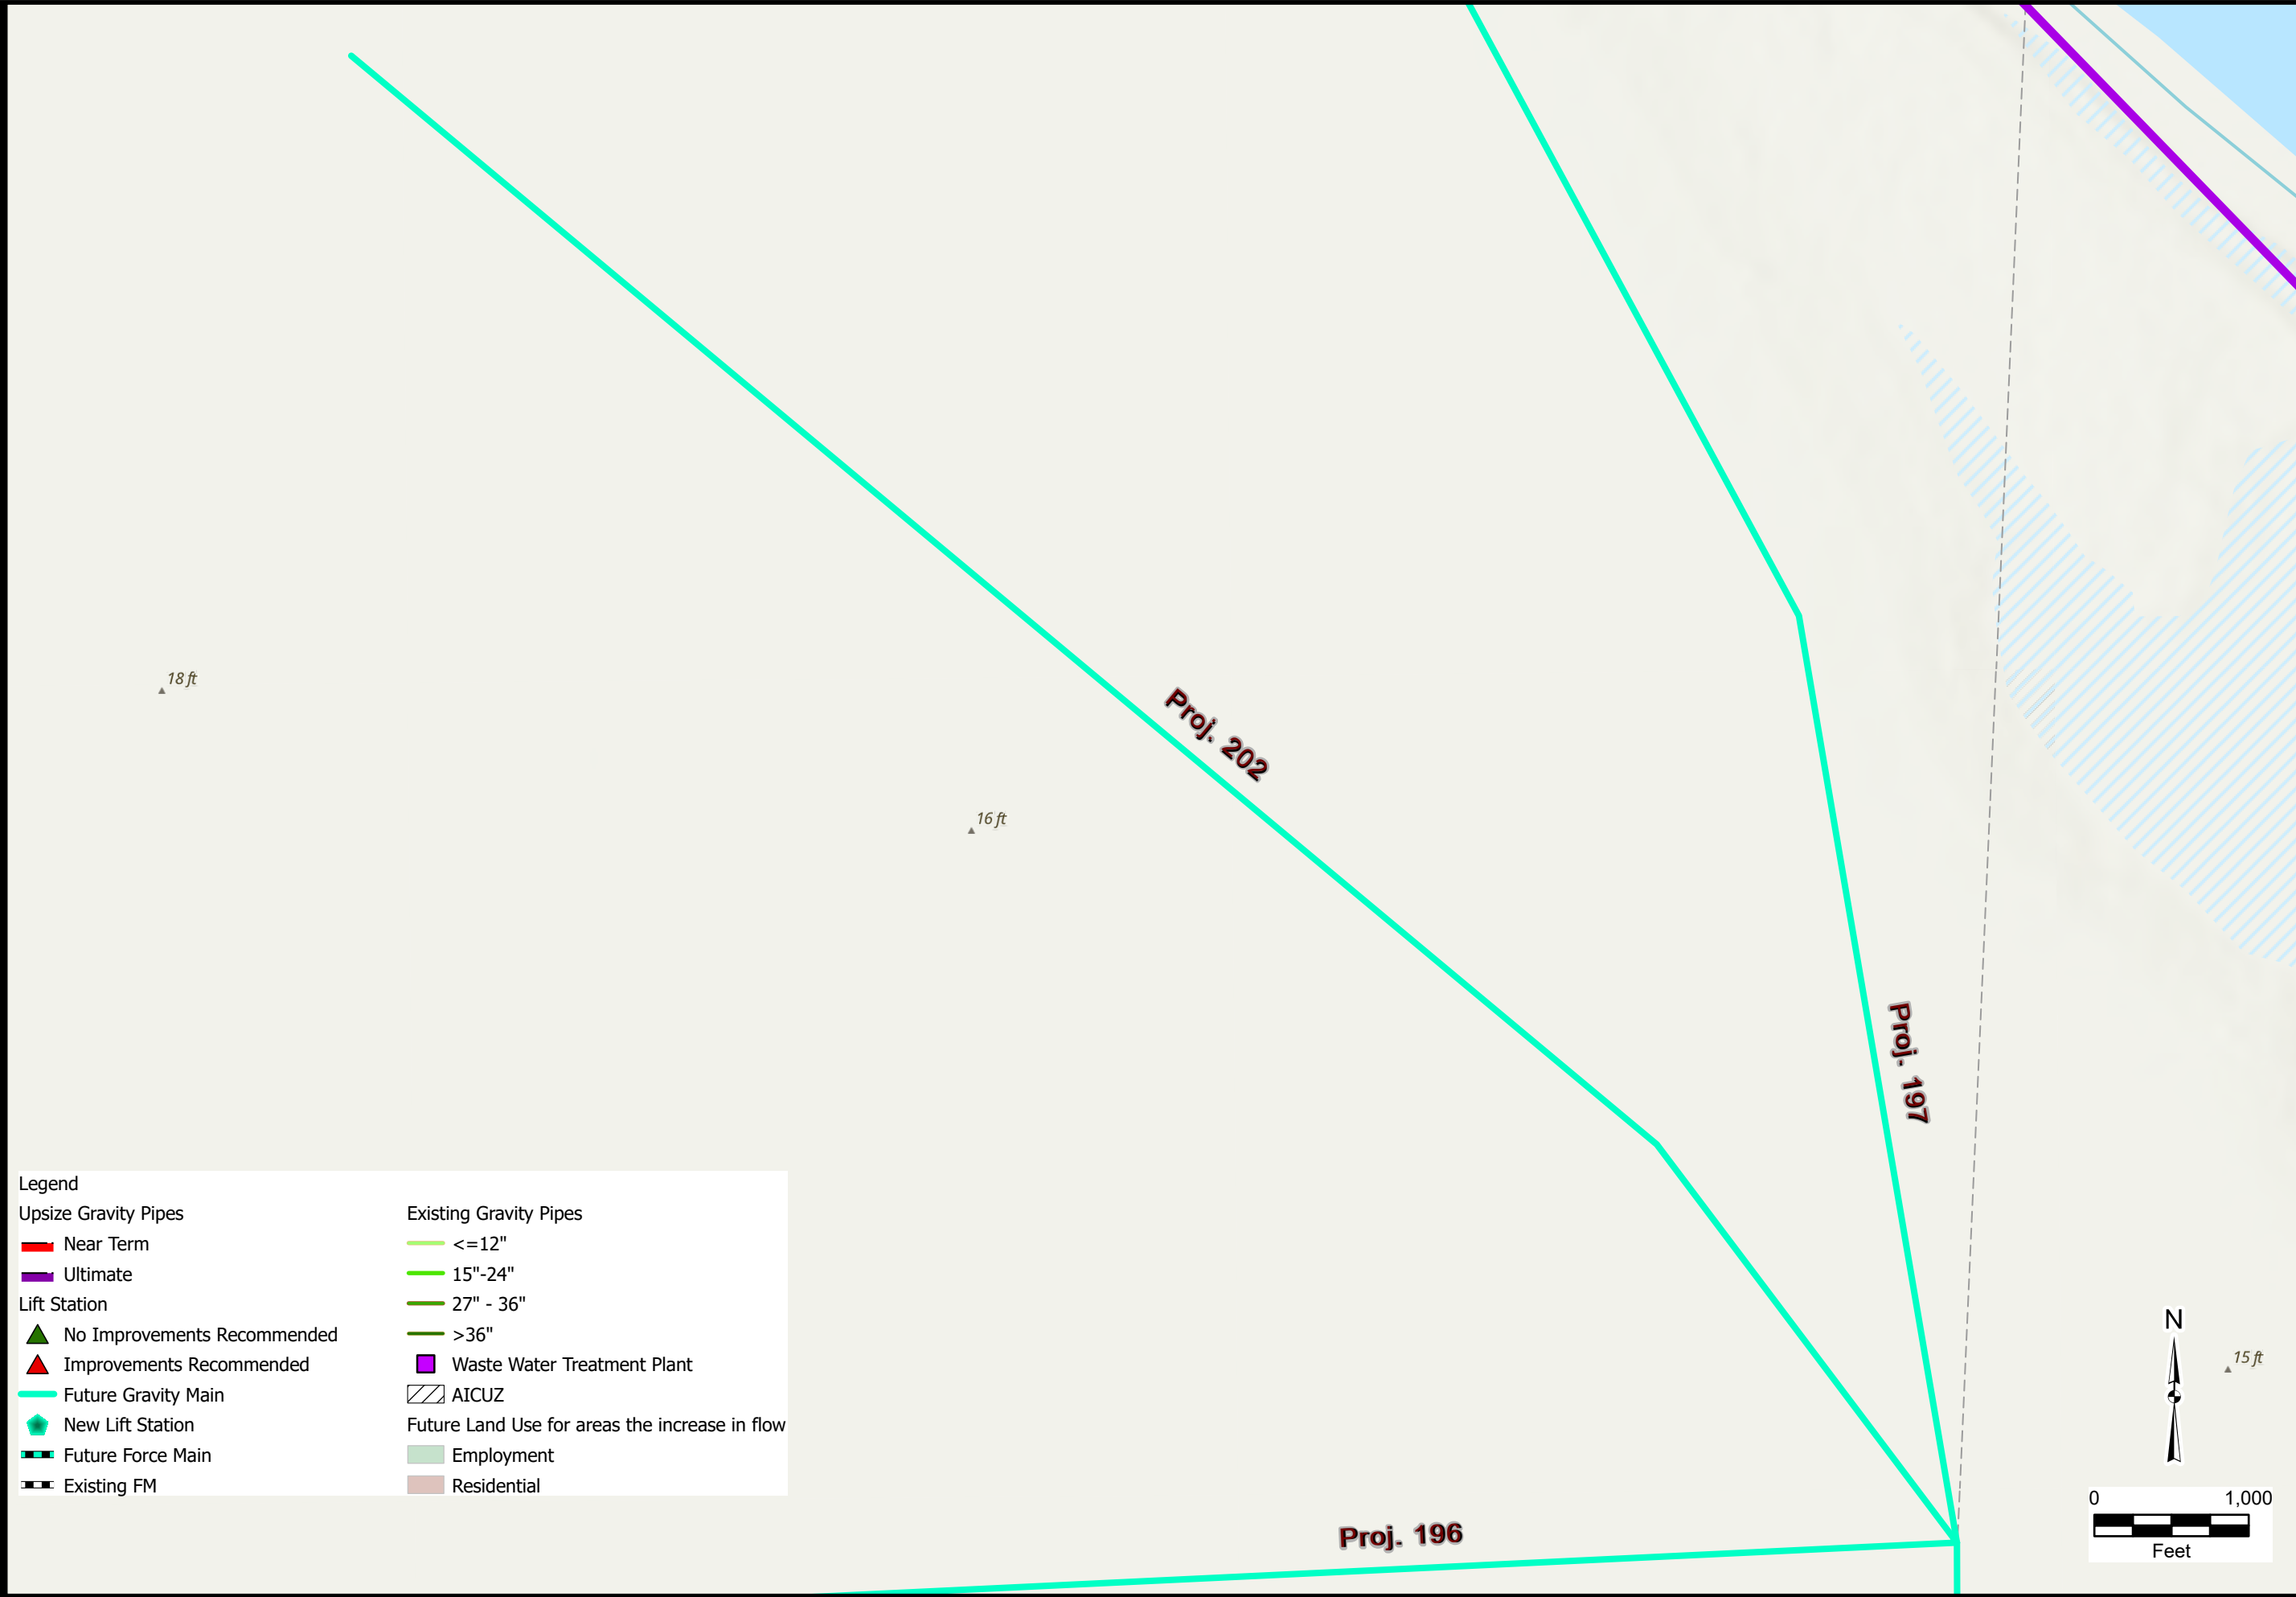 18 ft
Proj. 202
16 ft
Proj. 197
Legend
Upsize Gravity Pipes
Near Term
Ultimate
Lift Station
No Improvements Recommended
Improvements Recommended
Future Gravity Main
New Lift Station
Future Force Main
Existing FM
Existing Gravity Pipes
<=12"
15"-24"
27" - 36"
>36"
Waste Water Treatment Plant
AICUZ
Future Land Use for areas the increase in flow
Employment
Residential
Proj. 196
N
15 ft
0 1,000
Feet